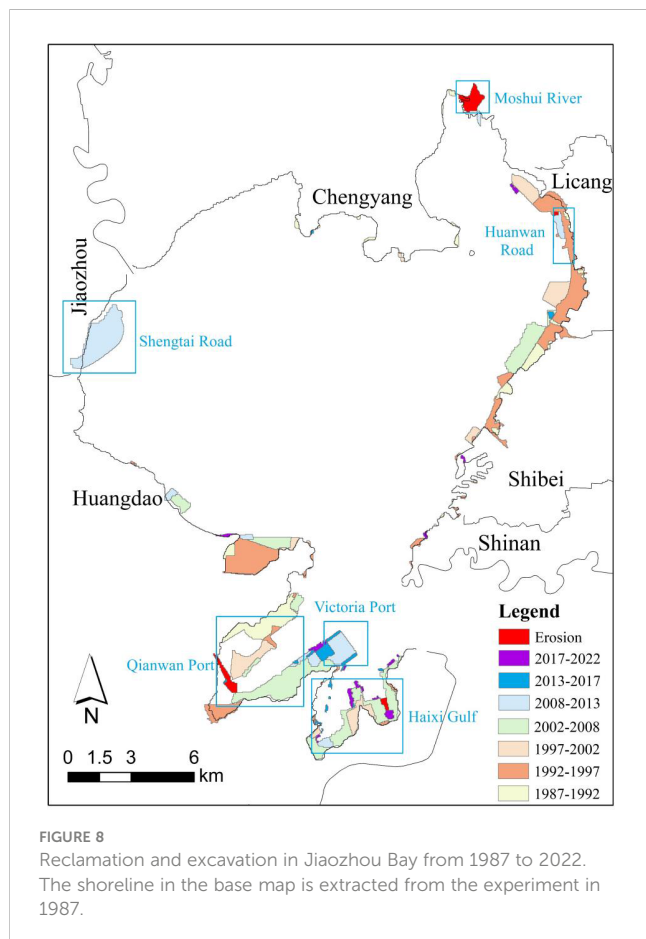 Moshui River
Licang
Chengyang
Huanwan
Road
Jiaozhou
Shengtai Road
Huangdao
Shibei
Shinan
Victoria Port
Qianwan Port
Haixi Gulf
N
0 1.5 3 6
km
Legend
Erosion
2017-2022
2013-2017
2008-2013
2002-2008
1997-2002
1992-1997
1987-1992
FIGURE 8
Reclamation and excavation in Jiaozhou Bay from 1987 to 2022.
The shoreline in the base map is extracted from the experiment in
1987.